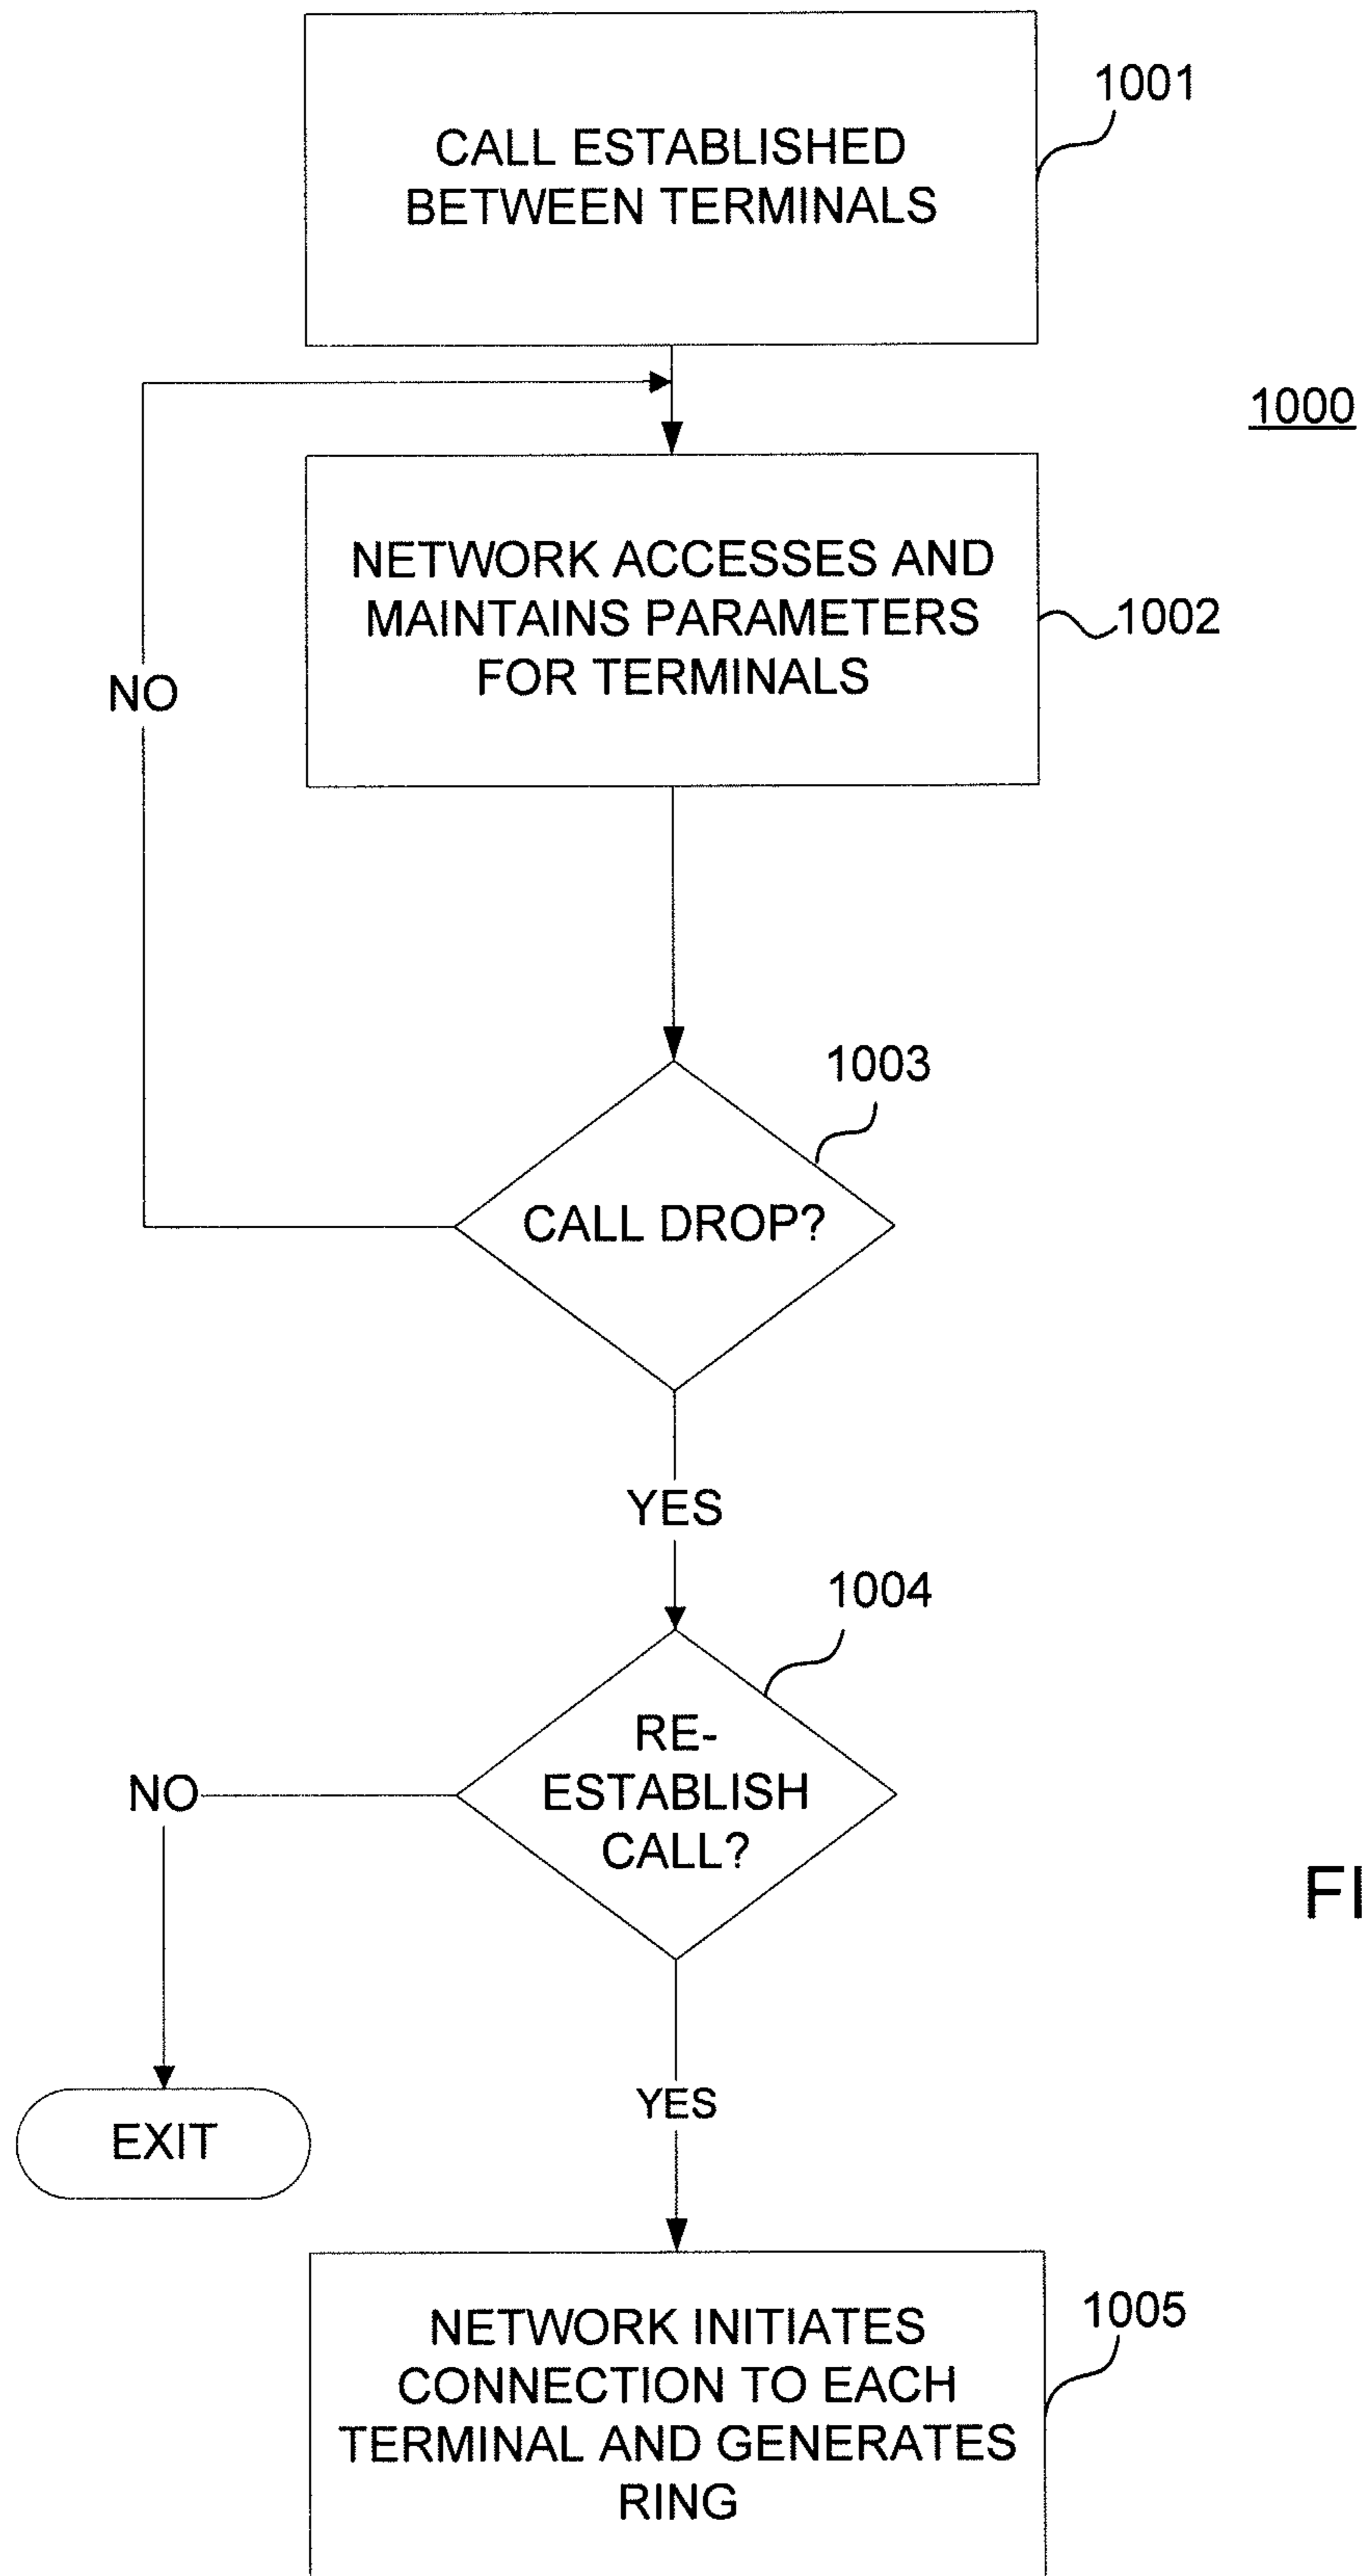 1001
CALL ESTABLISHED
BETWEEN TERMINALS
1000
NETWORK ACCESSES AND
MAINTAINS PARAMETERS
FOR TERMINALS
1002
NO
1003
CALL DROP?
YES
1004
RE-
ESTABLISH
CALL?
NO
FI
YES
EXIT
1005
NETWORK INITIATES
CONNECTION TO EACH
TERMINAL AND GENERATES
RING